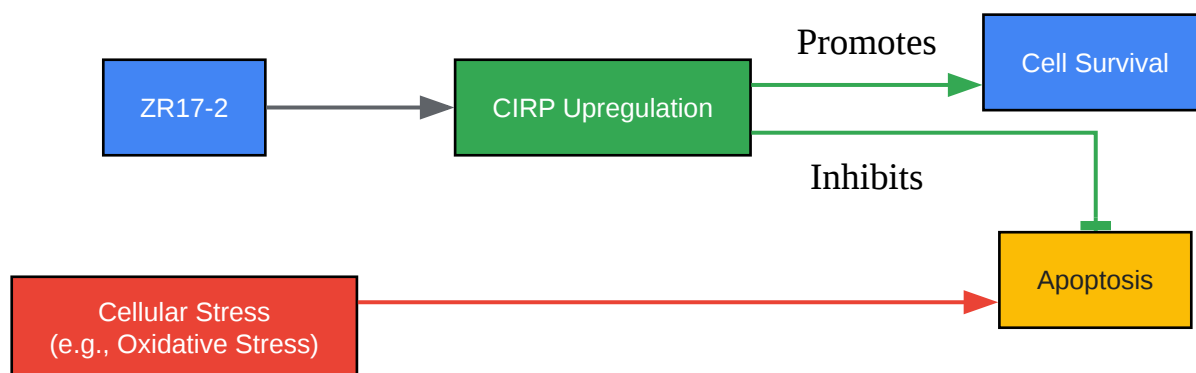 Promotes
Cell Survival
ZR17-2
CIRP Upregulation
Inhibits
Apoptosis
Cellular Stress
(e.g., Oxidative Stress)